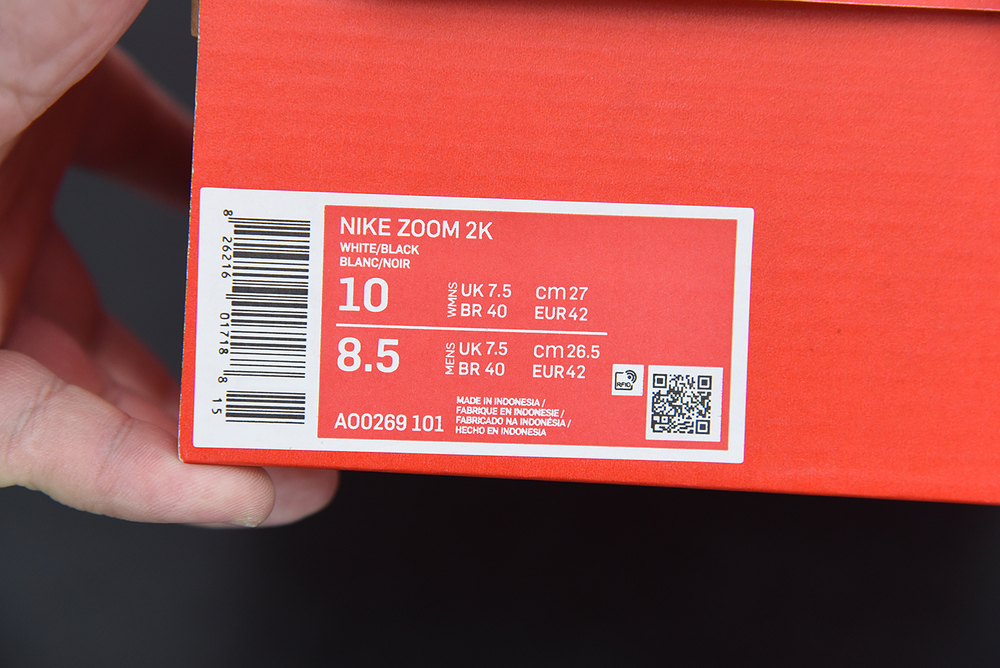 8 26216 01718 8 15
NIKE ZOOM 2K
WHITE/BLACK
BLANC/NOIR
10 WMNS UK 7.5 cm 27
BR 40 EUR 42
8.5 MENS UK 7.5 cm 26.5
BR 40 EUR 42
RFID
AO0269 101
MADE IN INDONESIA /
FABRIQUE EN INDONESIE /
FABRICADO NA INDONÉSIA /
HECHO EN INDONESIA